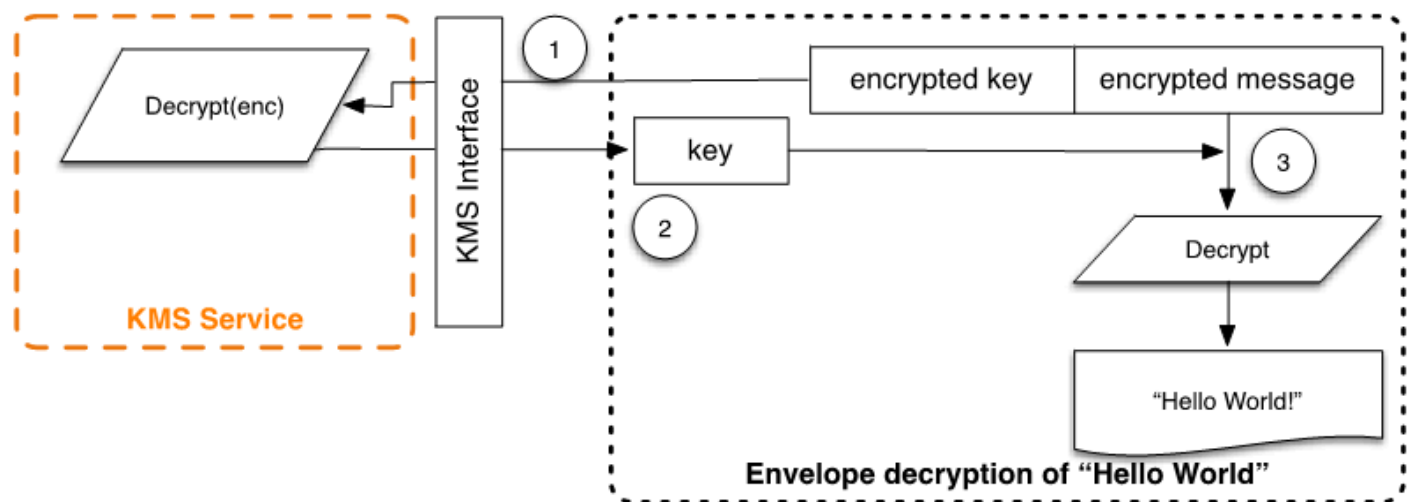 1
encrypted key
encrypted message
Decrypt(enc)
KMS Interface
key
2
3
Decrypt
KMS Service
“Hello World!”
Envelope decryption of “Hello World”